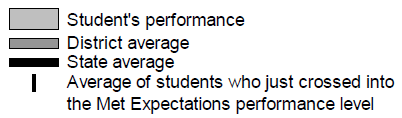 Student's performance
District average
State average
Average of students who just crossed into
the Met Expectations performance level